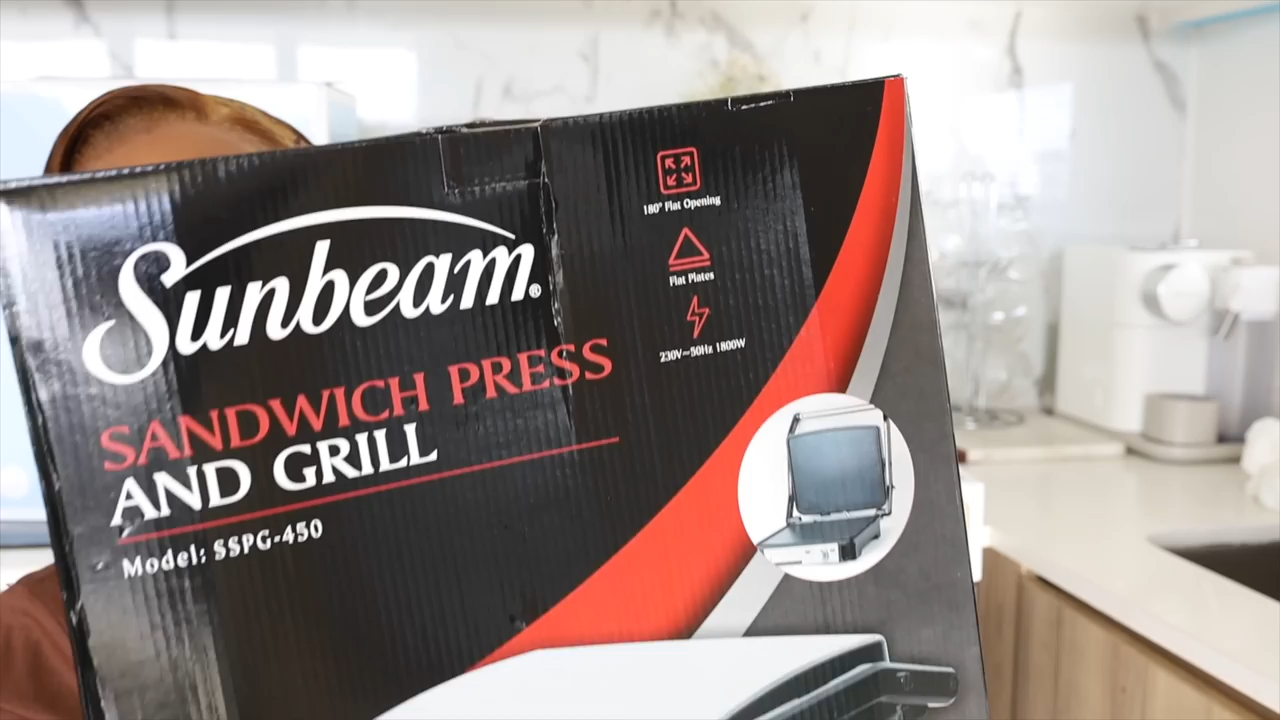 Sunbeam®
SANDWICH PRESS
AND GRILL
Model: SSPG-450
180° Flat Opening
Flat Plates
230V~50Hz 1800W